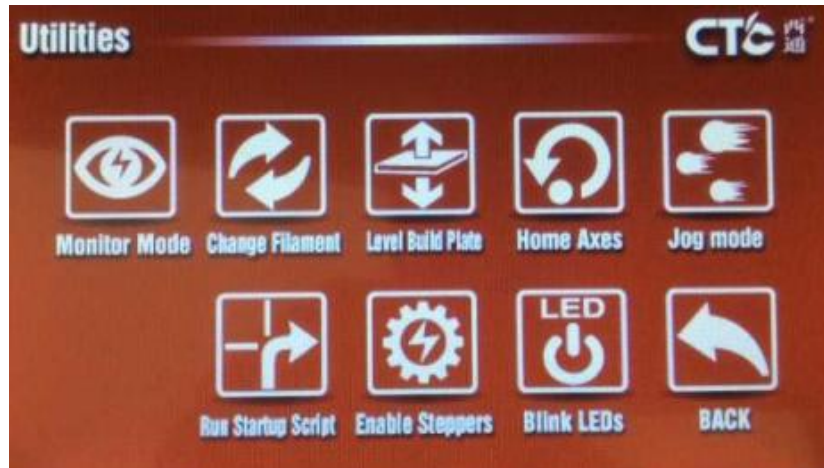 Utilities
CTC
Monitor Mode
Change Filament
Level Build Plate
Home Axes
Jog mode
Run Startup Script
Enable Steppers
LED
Blink LEDs
BACK